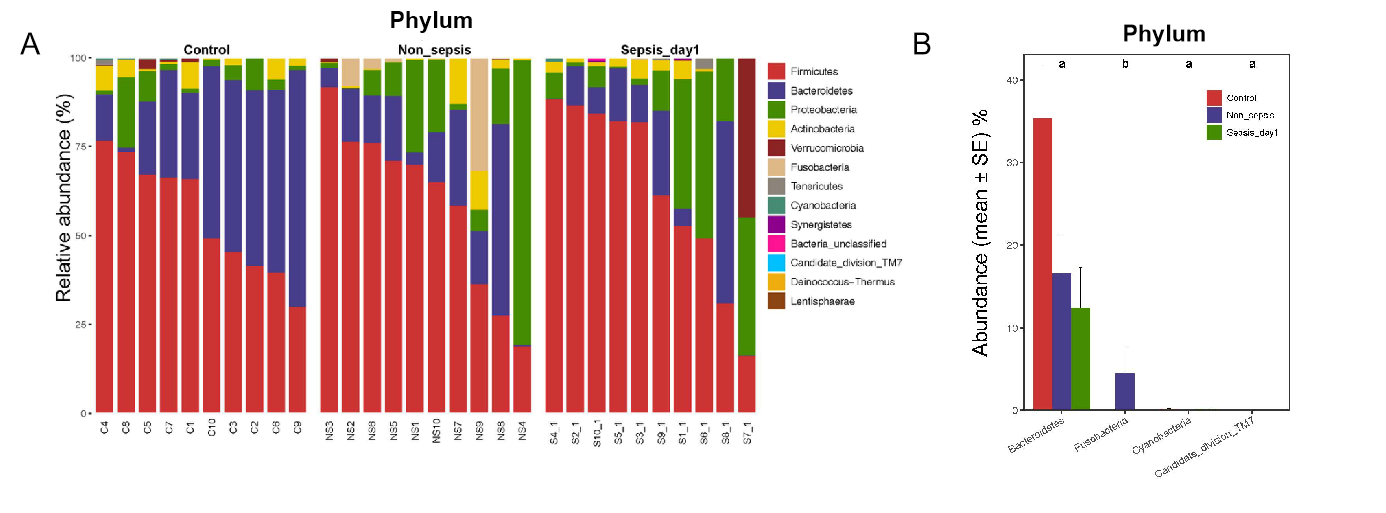 A
Phylum
Control
Non_sepsis
Sepsis_day1
Relative abundance (%)
100
75
50
25
0
C4
C8
C5
C7
C1
C10
C3
C2
C6
C9
NS3
NS2
NS6
NS5
NS1
NS10
NS7
NS9
NS8
NS4
S4_1
S2_1
S10_1
S5_1
S3_1
S9_1
S1_1
S6_1
S8_1
S7_1
Firmicutes
Bacteroidetes
Proteobacteria
Actinobacteria
Verrucomicrobia
Fusobacteria
Tenericutes
Cyanobacteria
Synergistetes
Bacteria_unclassified
Candidate_division_TM7
Deinococcus-Thermus
Lentisphaerae
B
Phylum
Abundance (mean ± SE) %
40
30
20
10
0
a
b
a
a
Control
Non_sepsis
Sepsis_day1
Bacteroidetes
Fusobacteria
Cyanobacteria
Candidate_division_TM7